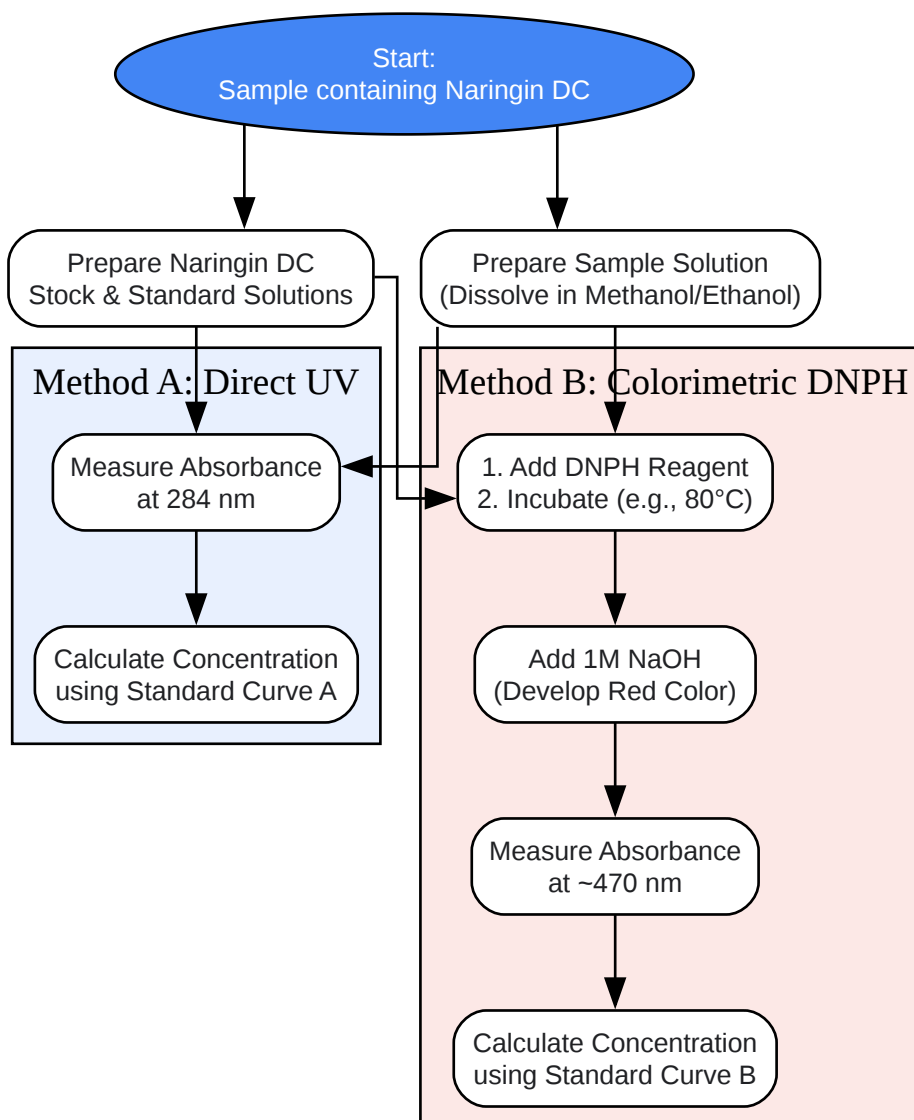 Start:
Sample containing Naringin DC
Prepare Naringin DC
Stock & Standard Solutions
Prepare Sample Solution
(Dissolve in Methanol/Ethanol)
Method A: Direct UV
Measure Absorbance
at 284 nm
Calculate Concentration
using Standard Curve A
Method B: Colorimetric DNPH
1. Add DNPH Reagent
2. Incubate (e.g., 80°C)
Add 1M NaOH
(Develop Red Color)
Measure Absorbance
at ~470 nm
Calculate Concentration
using Standard Curve B